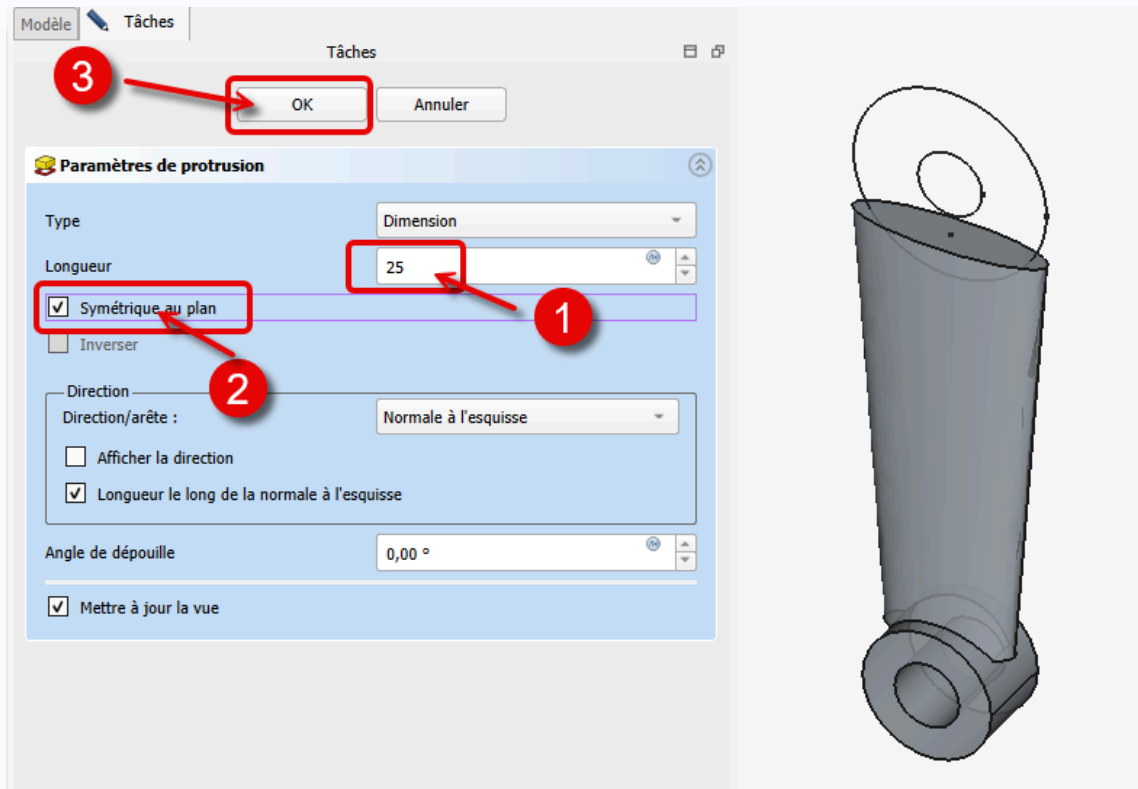 Modèle Tâches
Tâches
3
OK Annuler
Paramètres de protrusion
Type Dimension
Longueur 25
Symétrique au plan
1
Inverser
2
Direction
Direction/arête : Normale à l'esquisse
Afficher la direction
Longueur le long de la normale à l'esquisse
Angle de dépouille 0,00 °
Mettre à jour la vue